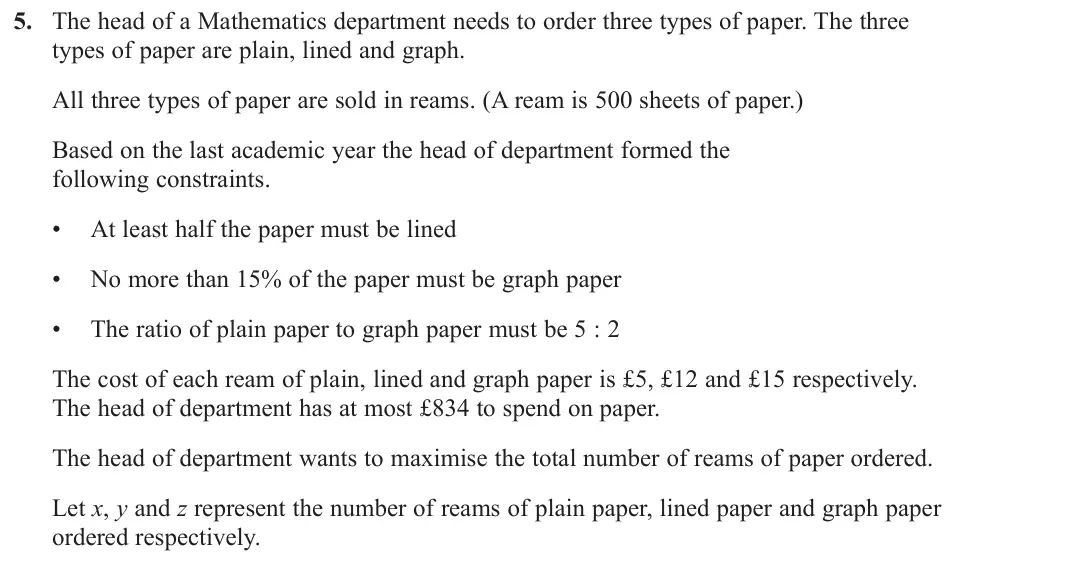 5. The head of a Mathematics department needs to order three types of paper. The three
types of paper are plain, lined and graph.
All three types of paper are sold in reams. (A ream is 500 sheets of paper.)
Based on the last academic year the head of department formed the
following constraints.
• At least half the paper must be lined
• No more than 15% of the paper must be graph paper
• The ratio of plain paper to graph paper must be 5 : 2
The cost of each ream of plain, lined and graph paper is £5, £12 and £15 respectively.
The head of department has at most £834 to spend on paper.
The head of department wants to maximise the total number of reams of paper ordered.
Let x, y and z represent the number of reams of plain paper, lined paper and graph paper
ordered respectively.